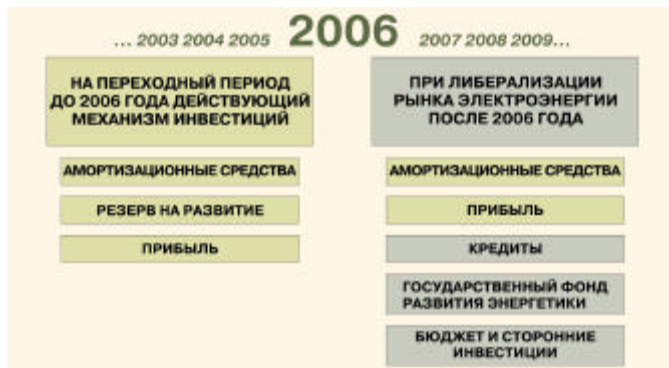 ... 2003 2004 2005 2006 2007 2008 2009...
НА ПЕРЕХОДНЫЙ ПЕРИОД
ДО 2006 ГОДА ДЕЙСТВУЮЩИЙ
МЕХАНИЗМ ИНВЕСТИЦИЙ
АМОРТИЗАЦИОННЫЕ СРЕДСТВА
РЕЗЕРВ НА РАЗВИТИЕ
ПРИБЫЛЬ
ПРИ ЛИБЕРАЛИЗАЦИИ
РЫНКА ЭЛЕКТРОЭНЕРГИИ
ПОСЛЕ 2006 ГОДА
АМОРТИЗАЦИОННЫЕ СРЕДСТВА
ПРИБЫЛЬ
КРЕДИТЫ
ГОСУДАРСТВЕННЫЙ ФОНД
РАЗВИТИЯ ЭНЕРГЕТИКИ
БЮДЖЕТ И СТОРОННИЕ
ИНВЕСТИЦИИ